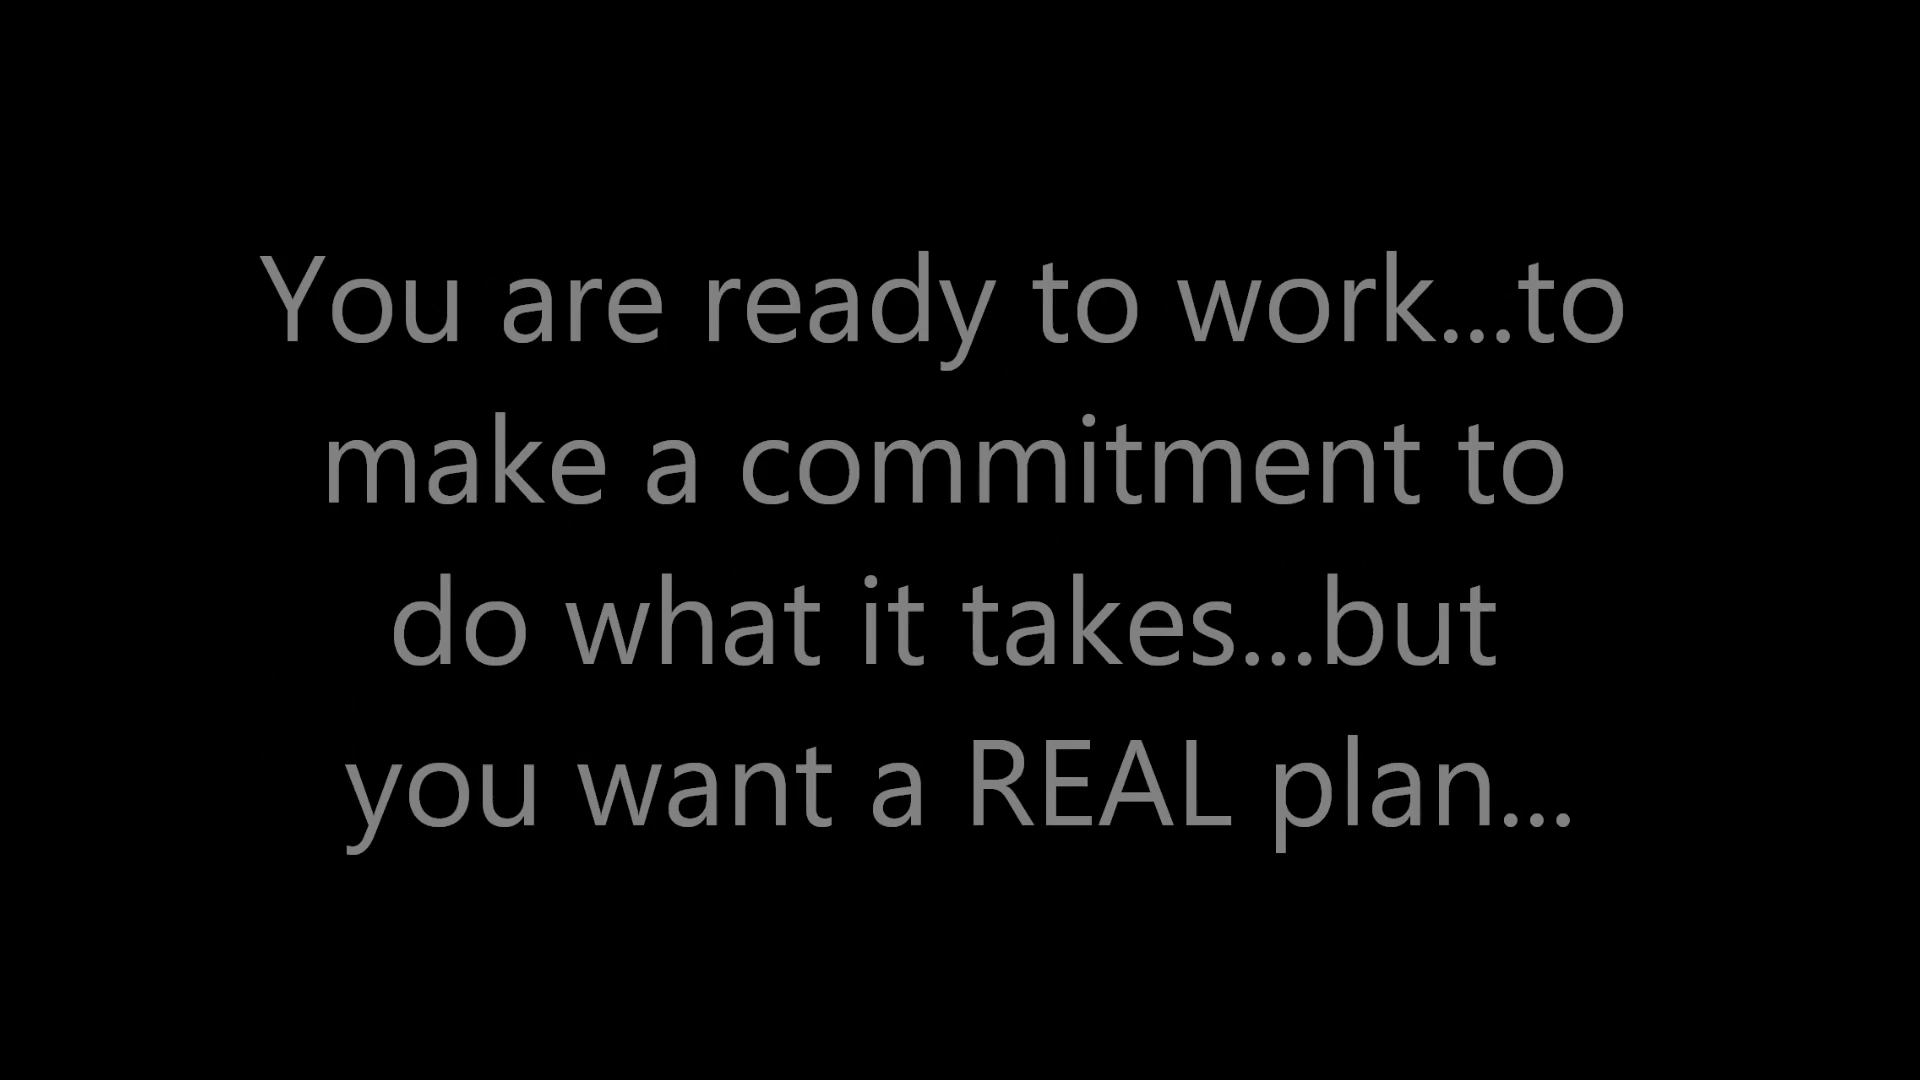 You are ready to work...to
make a commitment to
do what it takes...but
you want a REAL plan...